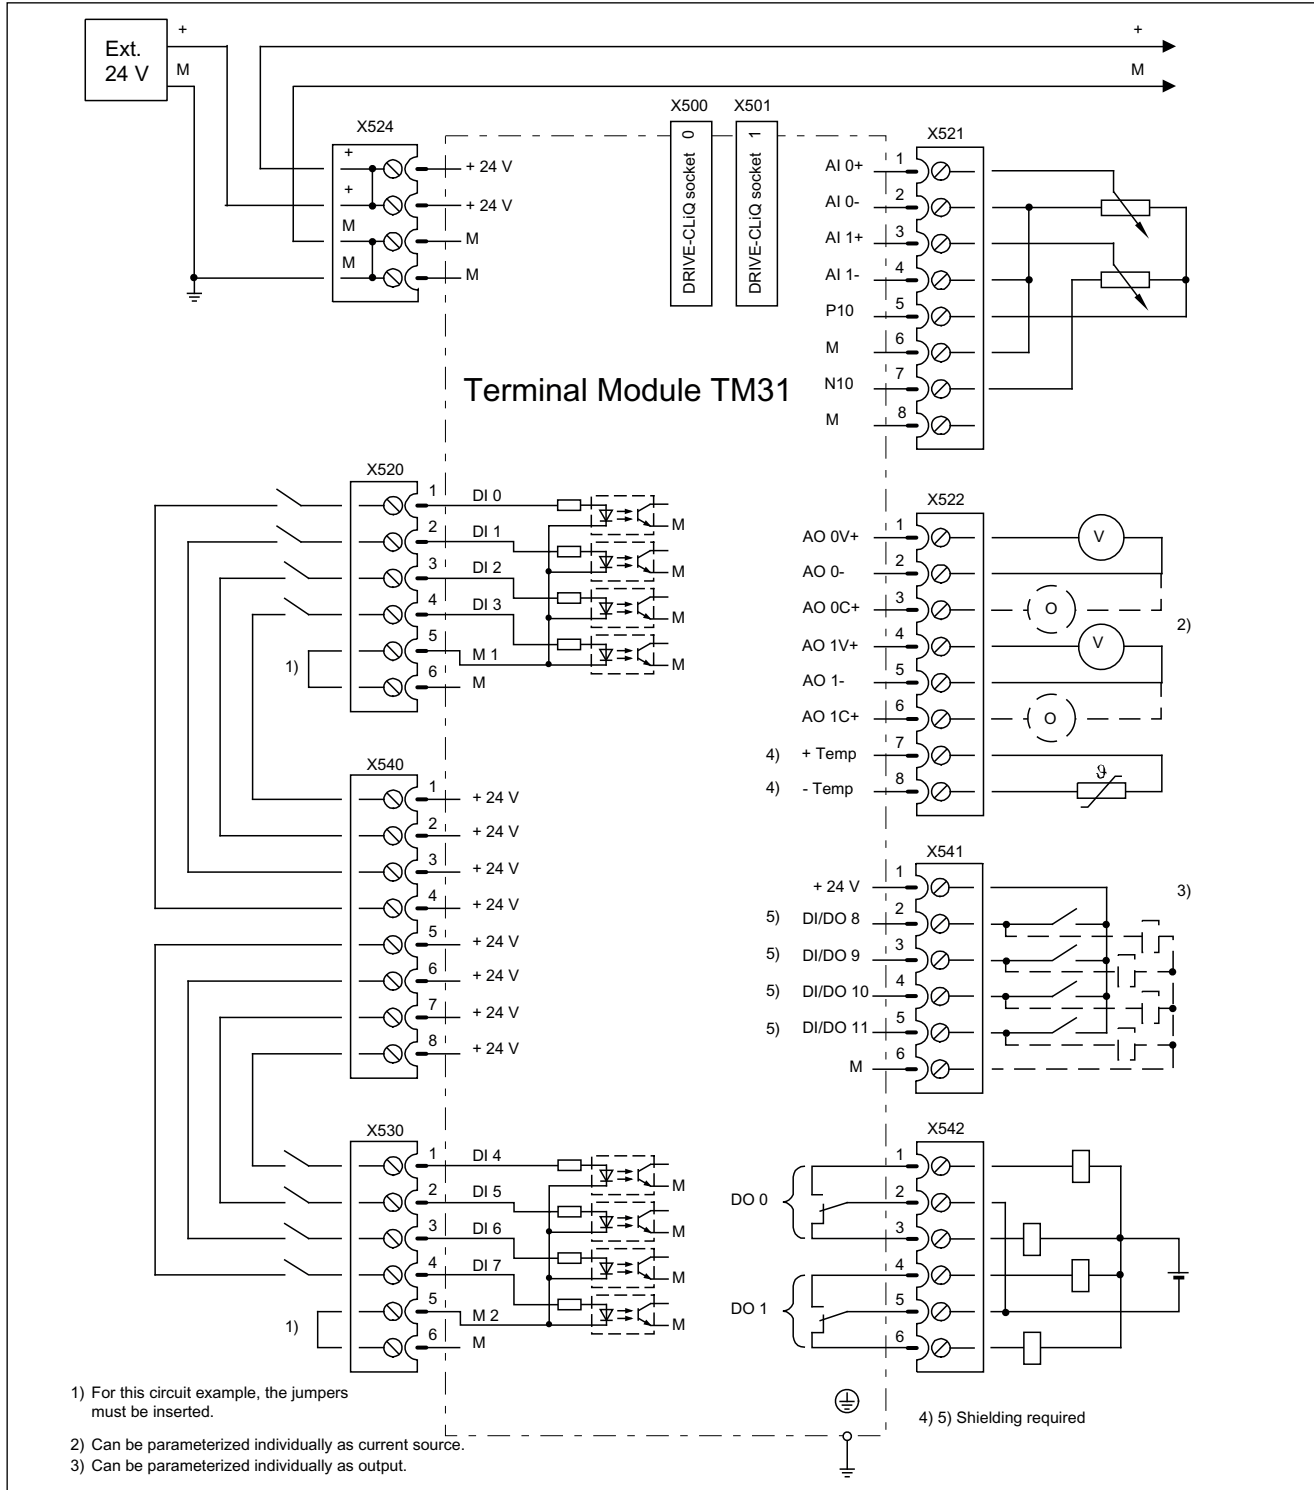 Ext.
24 V
+
M
+
M
X524
+
+
M
M
+ 24 V
+ 24 V
M
M
X500
X501
DRIVE-CLiQ socket 0
DRIVE-CLiQ socket 1
Terminal Module TM31
X521
AI 0+ 1
AI 0- 2
AI 1+ 3
AI 1- 4
P10 5
M 6
N10 7
M 8
X520
1 DI 0
2 DI 1
3 DI 2
4 DI 3
5 M 1
6 M
M
M
M
M
1)
X522
AO 0V+ 1
AO 0- 2
AO 0C+ 3
AO 1V+ 4
AO 1- 5
AO 1C+ 6
4) + Temp 7
4) - Temp 8
V
O
V
O
ϑ
2)
X540
1 + 24 V
2 + 24 V
3 + 24 V
4 + 24 V
5 + 24 V
6 + 24 V
7 + 24 V
8 + 24 V
X541
+ 24 V 1
5) DI/DO 8 2
5) DI/DO 9 3
5) DI/DO 10 4
5) DI/DO 11 5
M 6
3)
X530
1 DI 4
2 DI 5
3 DI 6
4 DI 7
5 M 2
6 M
M
M
M
M
1)
X542
DO 0
1
2
3
DO 1
4
5
6
1) For this circuit example, the jumpers
must be inserted.
2) Can be parameterized individually as current source.
3) Can be parameterized individually as output.
4) 5) Shielding required